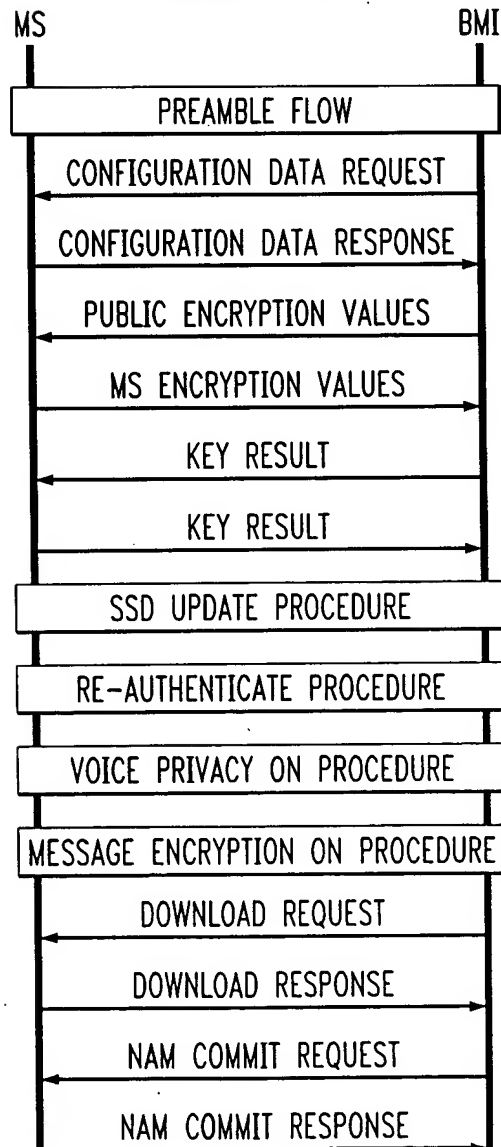 MS BMI
PREAMBLE FLOW
CONFIGURATION DATA REQUEST
CONFIGURATION DATA RESPONSE
PUBLIC ENCRYPTION VALUES
MS ENCRYPTION VALUES
KEY RESULT
KEY RESULT
SSD UPDATE PROCEDURE
RE-AUTHENTICATE PROCEDURE
VOICE PRIVACY ON PROCEDURE
MESSAGE ENCRYPTION ON PROCEDURE
DOWNLOAD REQUEST
DOWNLOAD RESPONSE
NAM COMMIT REQUEST
NAM COMMIT RESPONSE